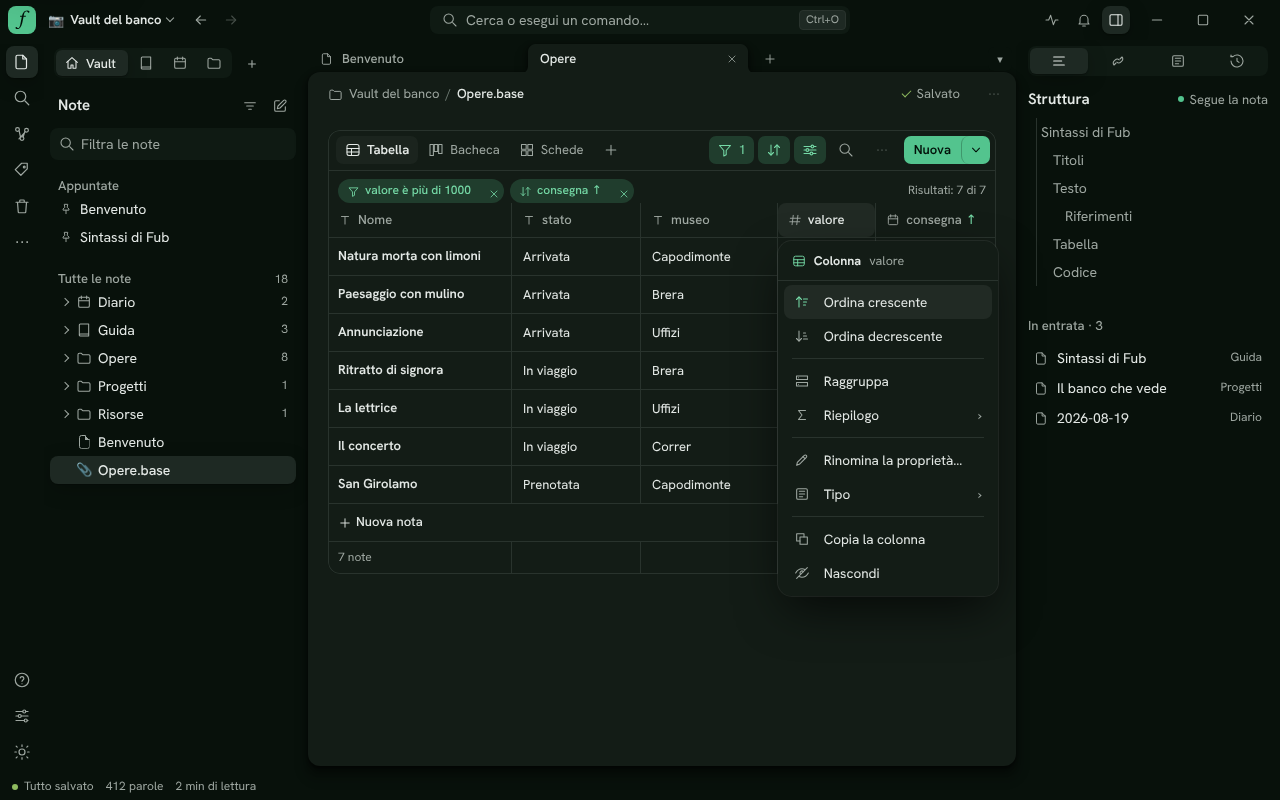 Vault del banco
Cerca o esegui un comando...
Ctrl+O
Vault
Benvenuto
Opere
Note
Filtra le note
Appuntate
Benvenuto
Sintassi di Fub
Tutte le note 18
Diario 2
Guida 3
Opere 8
Progetti 1
Risorse 1
Benvenuto
Opere.base
Vault del banco / Opere.base
Salvato
Tabella
Bacheca
Schede
1
Nuova
valore è più di 1000
consegna ↑
Risultati: 7 di 7
Nome stato museo valore consegna ↑
Natura morta con limoni Arrivata Capodimonte
Paesaggio con mulino Arrivata Brera
Annunciazione Arrivata Uffizi
Ritratto di signora In viaggio Brera
La lettrice In viaggio Uffizi
Il concerto In viaggio Correr
San Girolamo Prenotata Capodimonte
Nuova nota
7 note
Colonna valore
Ordina crescente
Ordina decrescente
Raggruppa
Riepilogo
Rinomina la proprietà...
Tipo
Copia la colonna
Nascondi
Struttura
Segue la nota
Sintassi di Fub
Titoli
Testo
Riferimenti
Tabella
Codice
In entrata · 3
Sintassi di Fub Guida
Il banco che vede Progetti
2026-08-19 Diario
Tutto salvato 412 parole 2 min di lettura